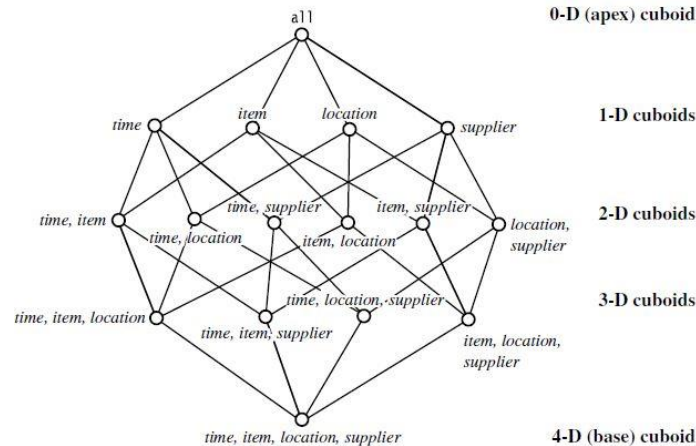 all
0-D (apex) cuboid
time
item
location
supplier
1-D cuboids
time, item
time, location
time, supplier
item, location
item, supplier
location,
supplier
2-D cuboids
time, item, location
time, item, supplier
time, location, supplier
item, location,
supplier
3-D cuboids
time, item, location, supplier
4-D (base) cuboid